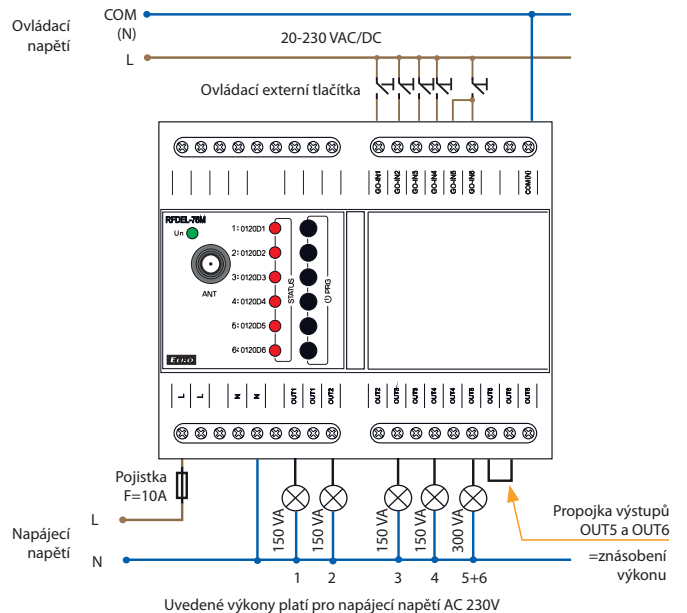 Ovládací
napětí
COM
(N)
L
20-230 VAC/DC
Ovládací externí tlačítka
GO-IN1
GO-IN2
GO-IN3
GO-IN4
GO-IN5
GO-IN6
COM(N)
RFDEL-76M
Un
ANT
1: 0120D1
2: 0120D2
3: 0120D3
4: 0120D4
5: 0120D5
6: 0120D6
STATUS
PRG
ELKO
L
L
N
N
OUT1
OUT1
OUT2
OUT2
OUT3
OUT3
OUT4
OUT4
OUT5
OUT5
OUT6
OUT6
Pojistka
F=10A
L
Napájecí
napětí
N
150 VA
150 VA
150 VA
150 VA
300 VA
1
2
3
4
5+6
Propojka výstupů
OUT5 a OUT6
=znásobení
výkonu
Uvedené výkony platí pro napájecí napětí AC 230V